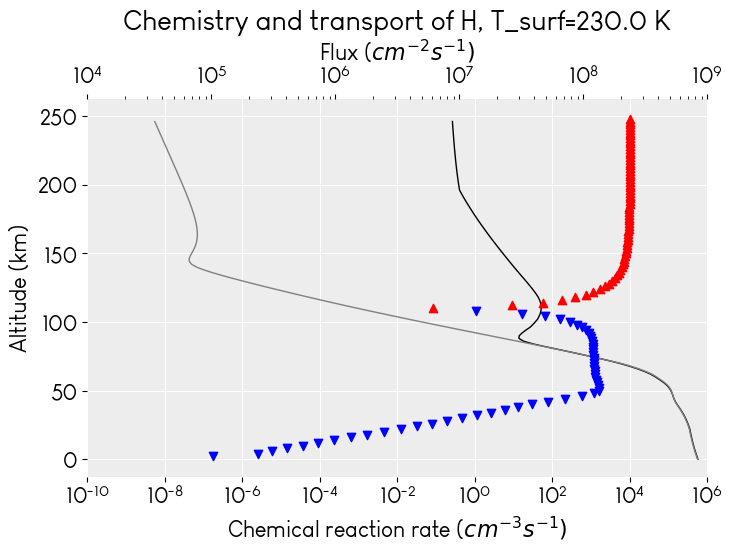 Chemistry and transport of H, T_surf=230.0 K
Flux (cm⁻²s⁻¹)
10⁴ 10⁵ 10⁶ 10⁷ 10⁸ 10⁹
250
200
150
100
50
0
Altitude (km)
10⁻¹⁰ 10⁻⁸ 10⁻⁶ 10⁻⁴ 10⁻² 10⁰ 10² 10⁴ 10⁶
Chemical reaction rate (cm⁻³s⁻¹)